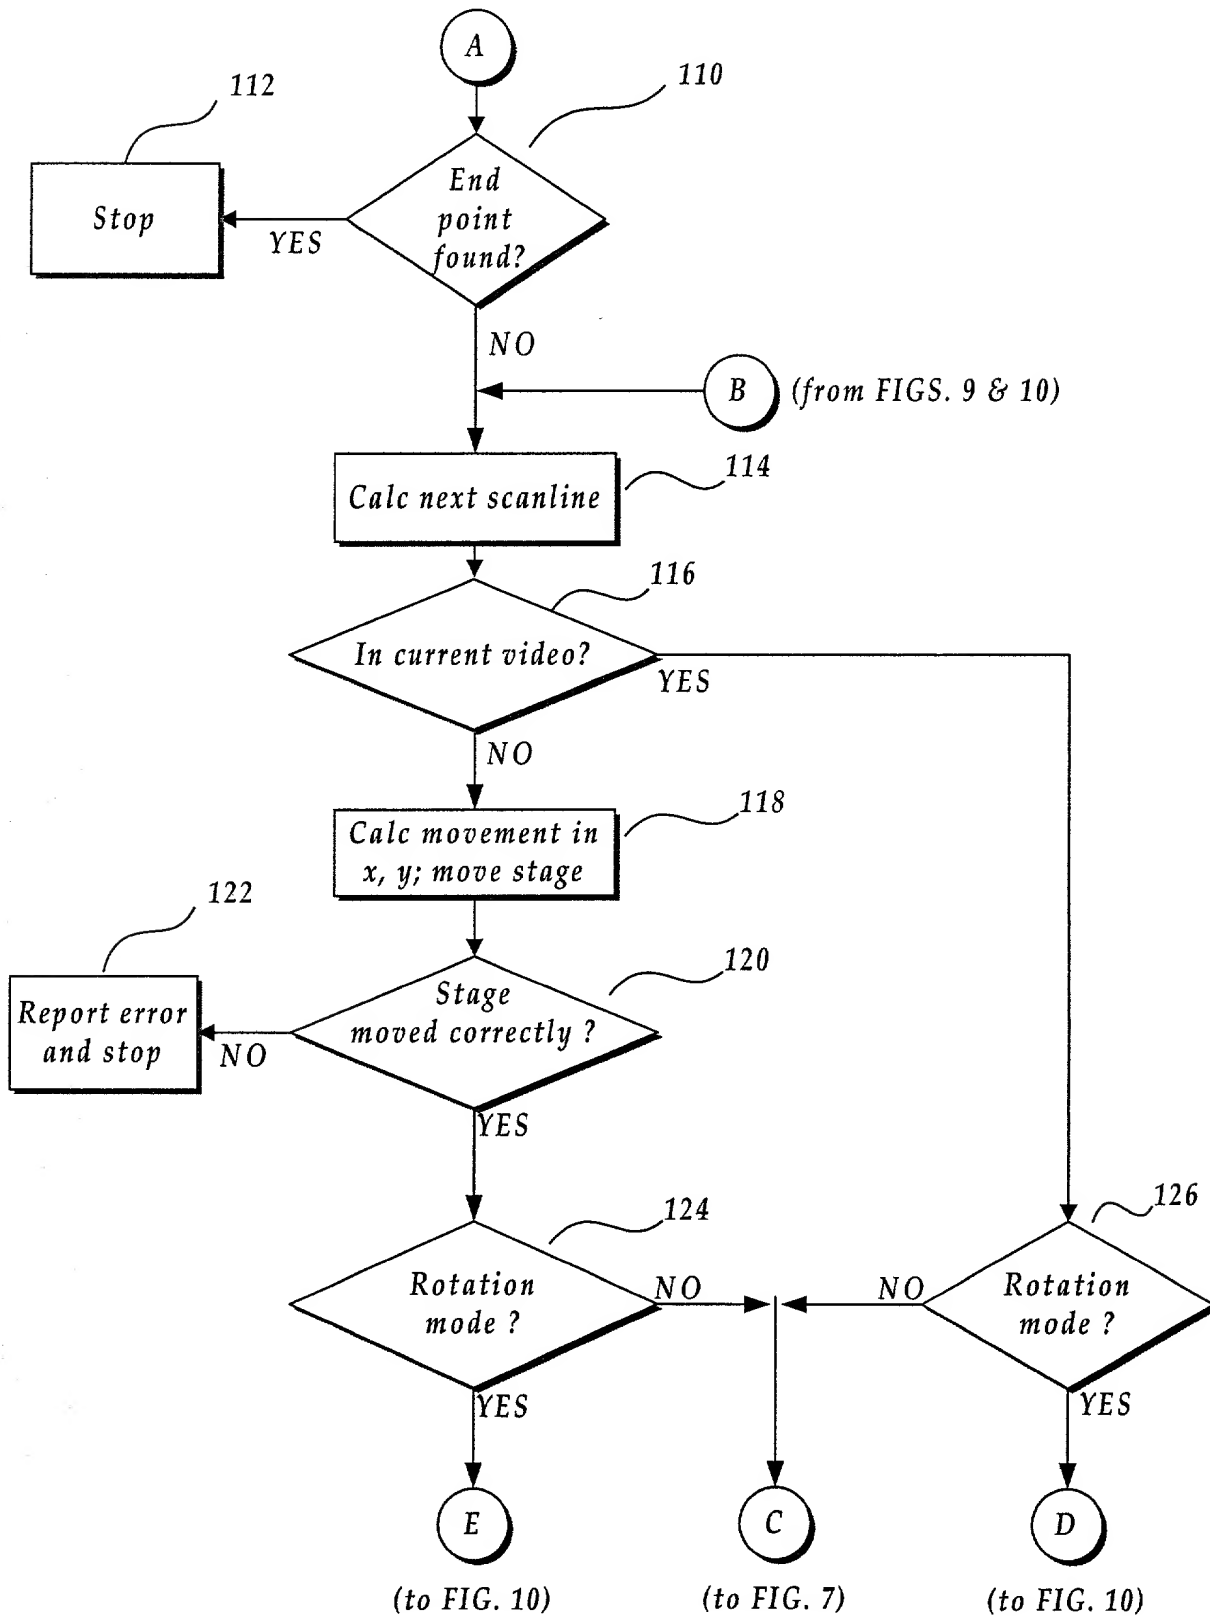 A
110
112
End
point
found?
Stop
YES
NO
B
(from FIGS. 9 & 10)
114
Calc next scanline
116
In current video?
YES
NO
118
Calc movement in
x, y; move stage
122
120
Stage
moved correctly ?
Report error
and stop
NO
YES
124
126
Rotation
mode ?
NO
NO
Rotation
mode ?
YES
YES
E
C
D
(to FIG. 10)
(to FIG. 7)
(to FIG. 10)